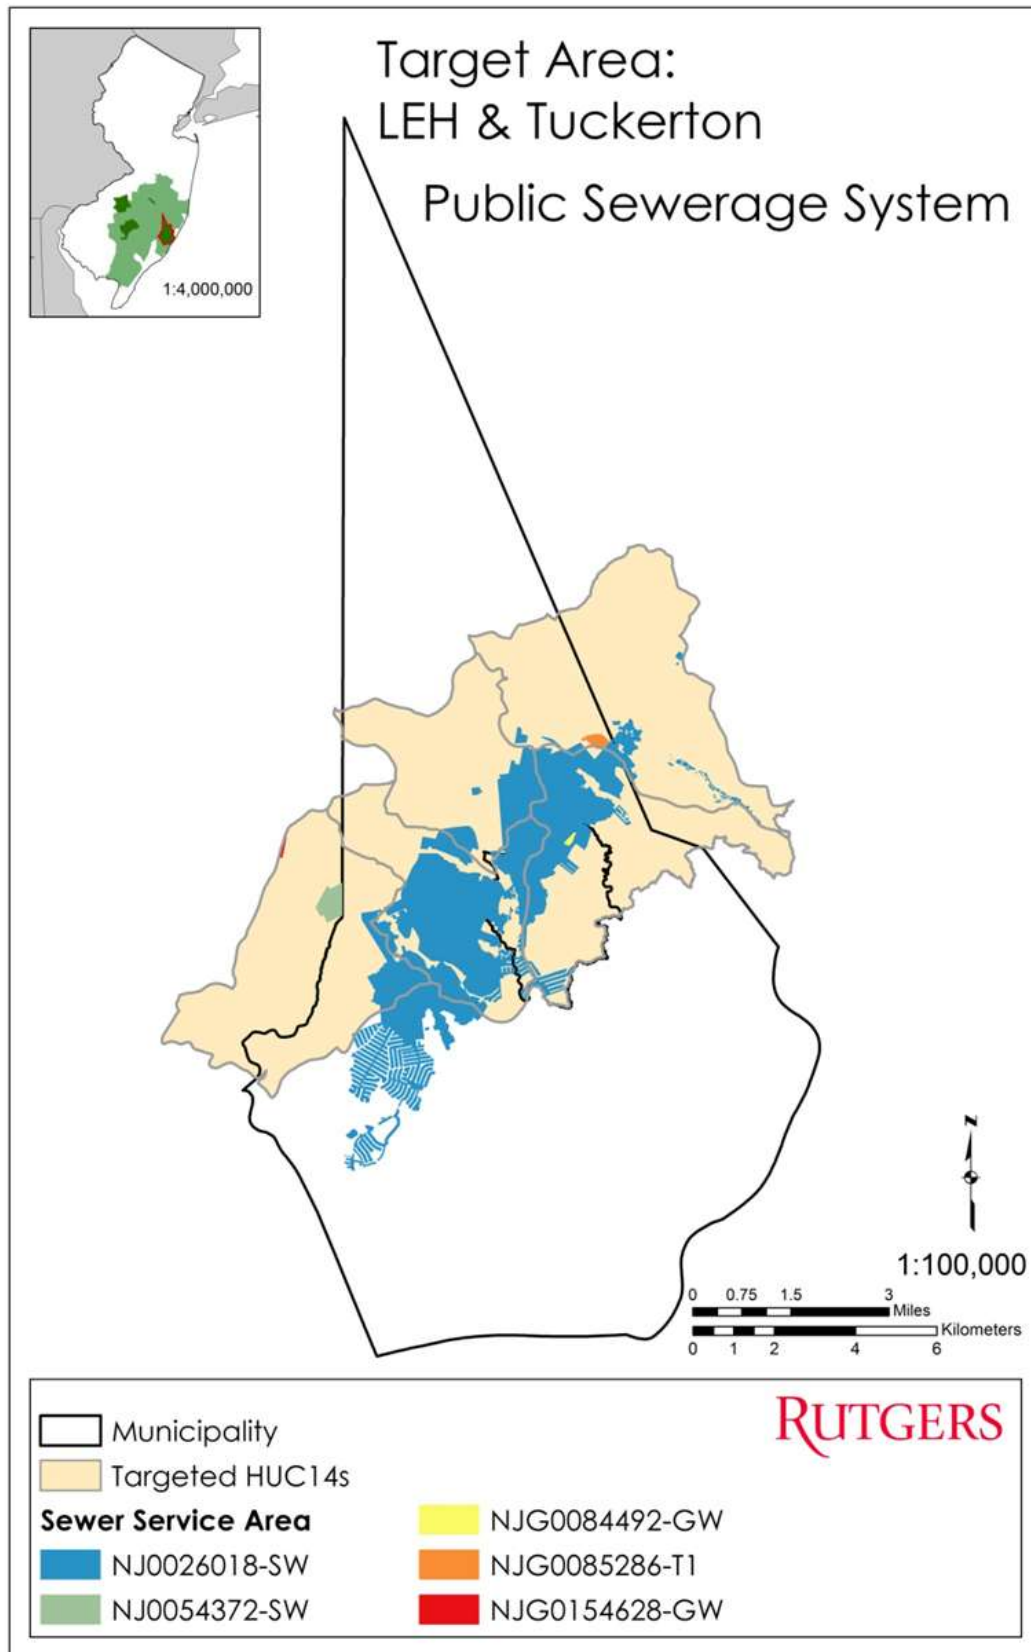 Target Area:
LEH & Tuckerton
Public Sewerage System
1:4,000,000
N
1:100,000
0 0.75 1.5 3
Miles
Kilometers
0 1 2 4 6
RUTGERS
Municipality
Targeted HUC14s
Sewer Service Area
NJ0026018-SW
NJ0054372-SW
NJG0084492-GW
NJG0085286-T1
NJG0154628-GW